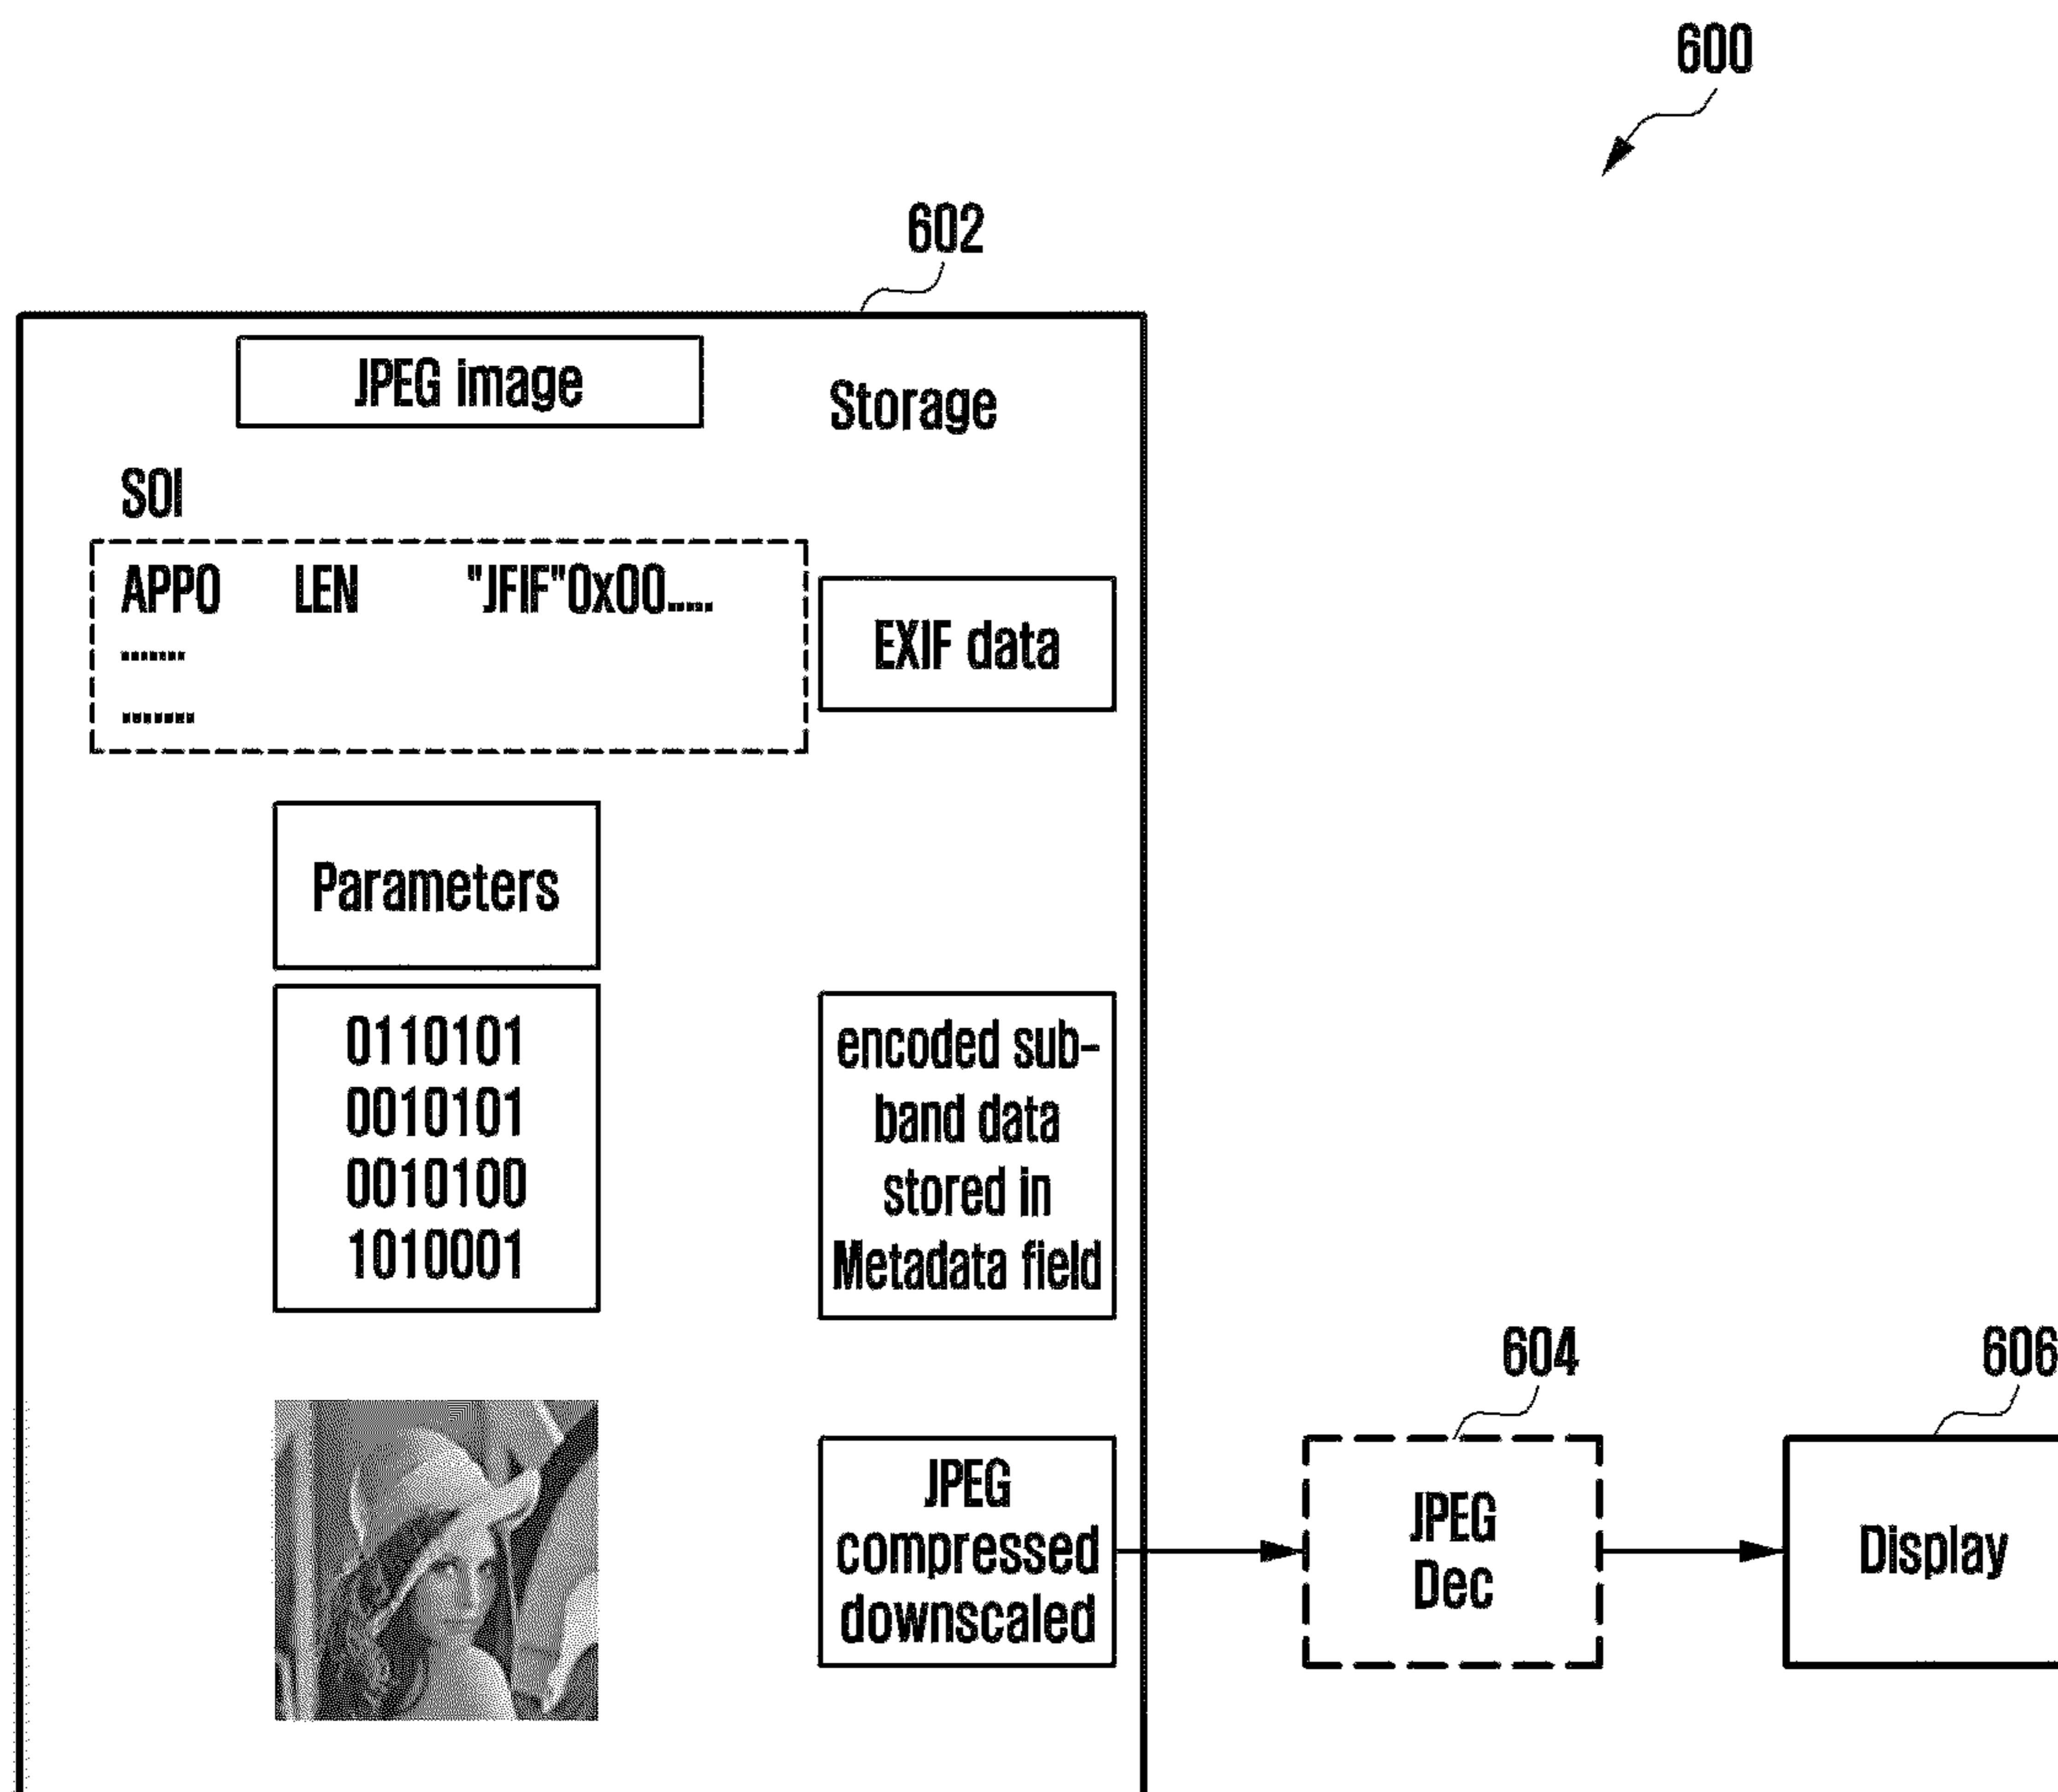 600
602
JPEG image
Storage
SOI
APP0 LEN "JFIF"0x00.....
.......
.......
EXIF data
Parameters
0110101
0010101
0010100
1010001
encoded sub-
band data
stored in
Metadata field
604
606
JPEG
compressed
downscaled
JPEG
Dec
Display